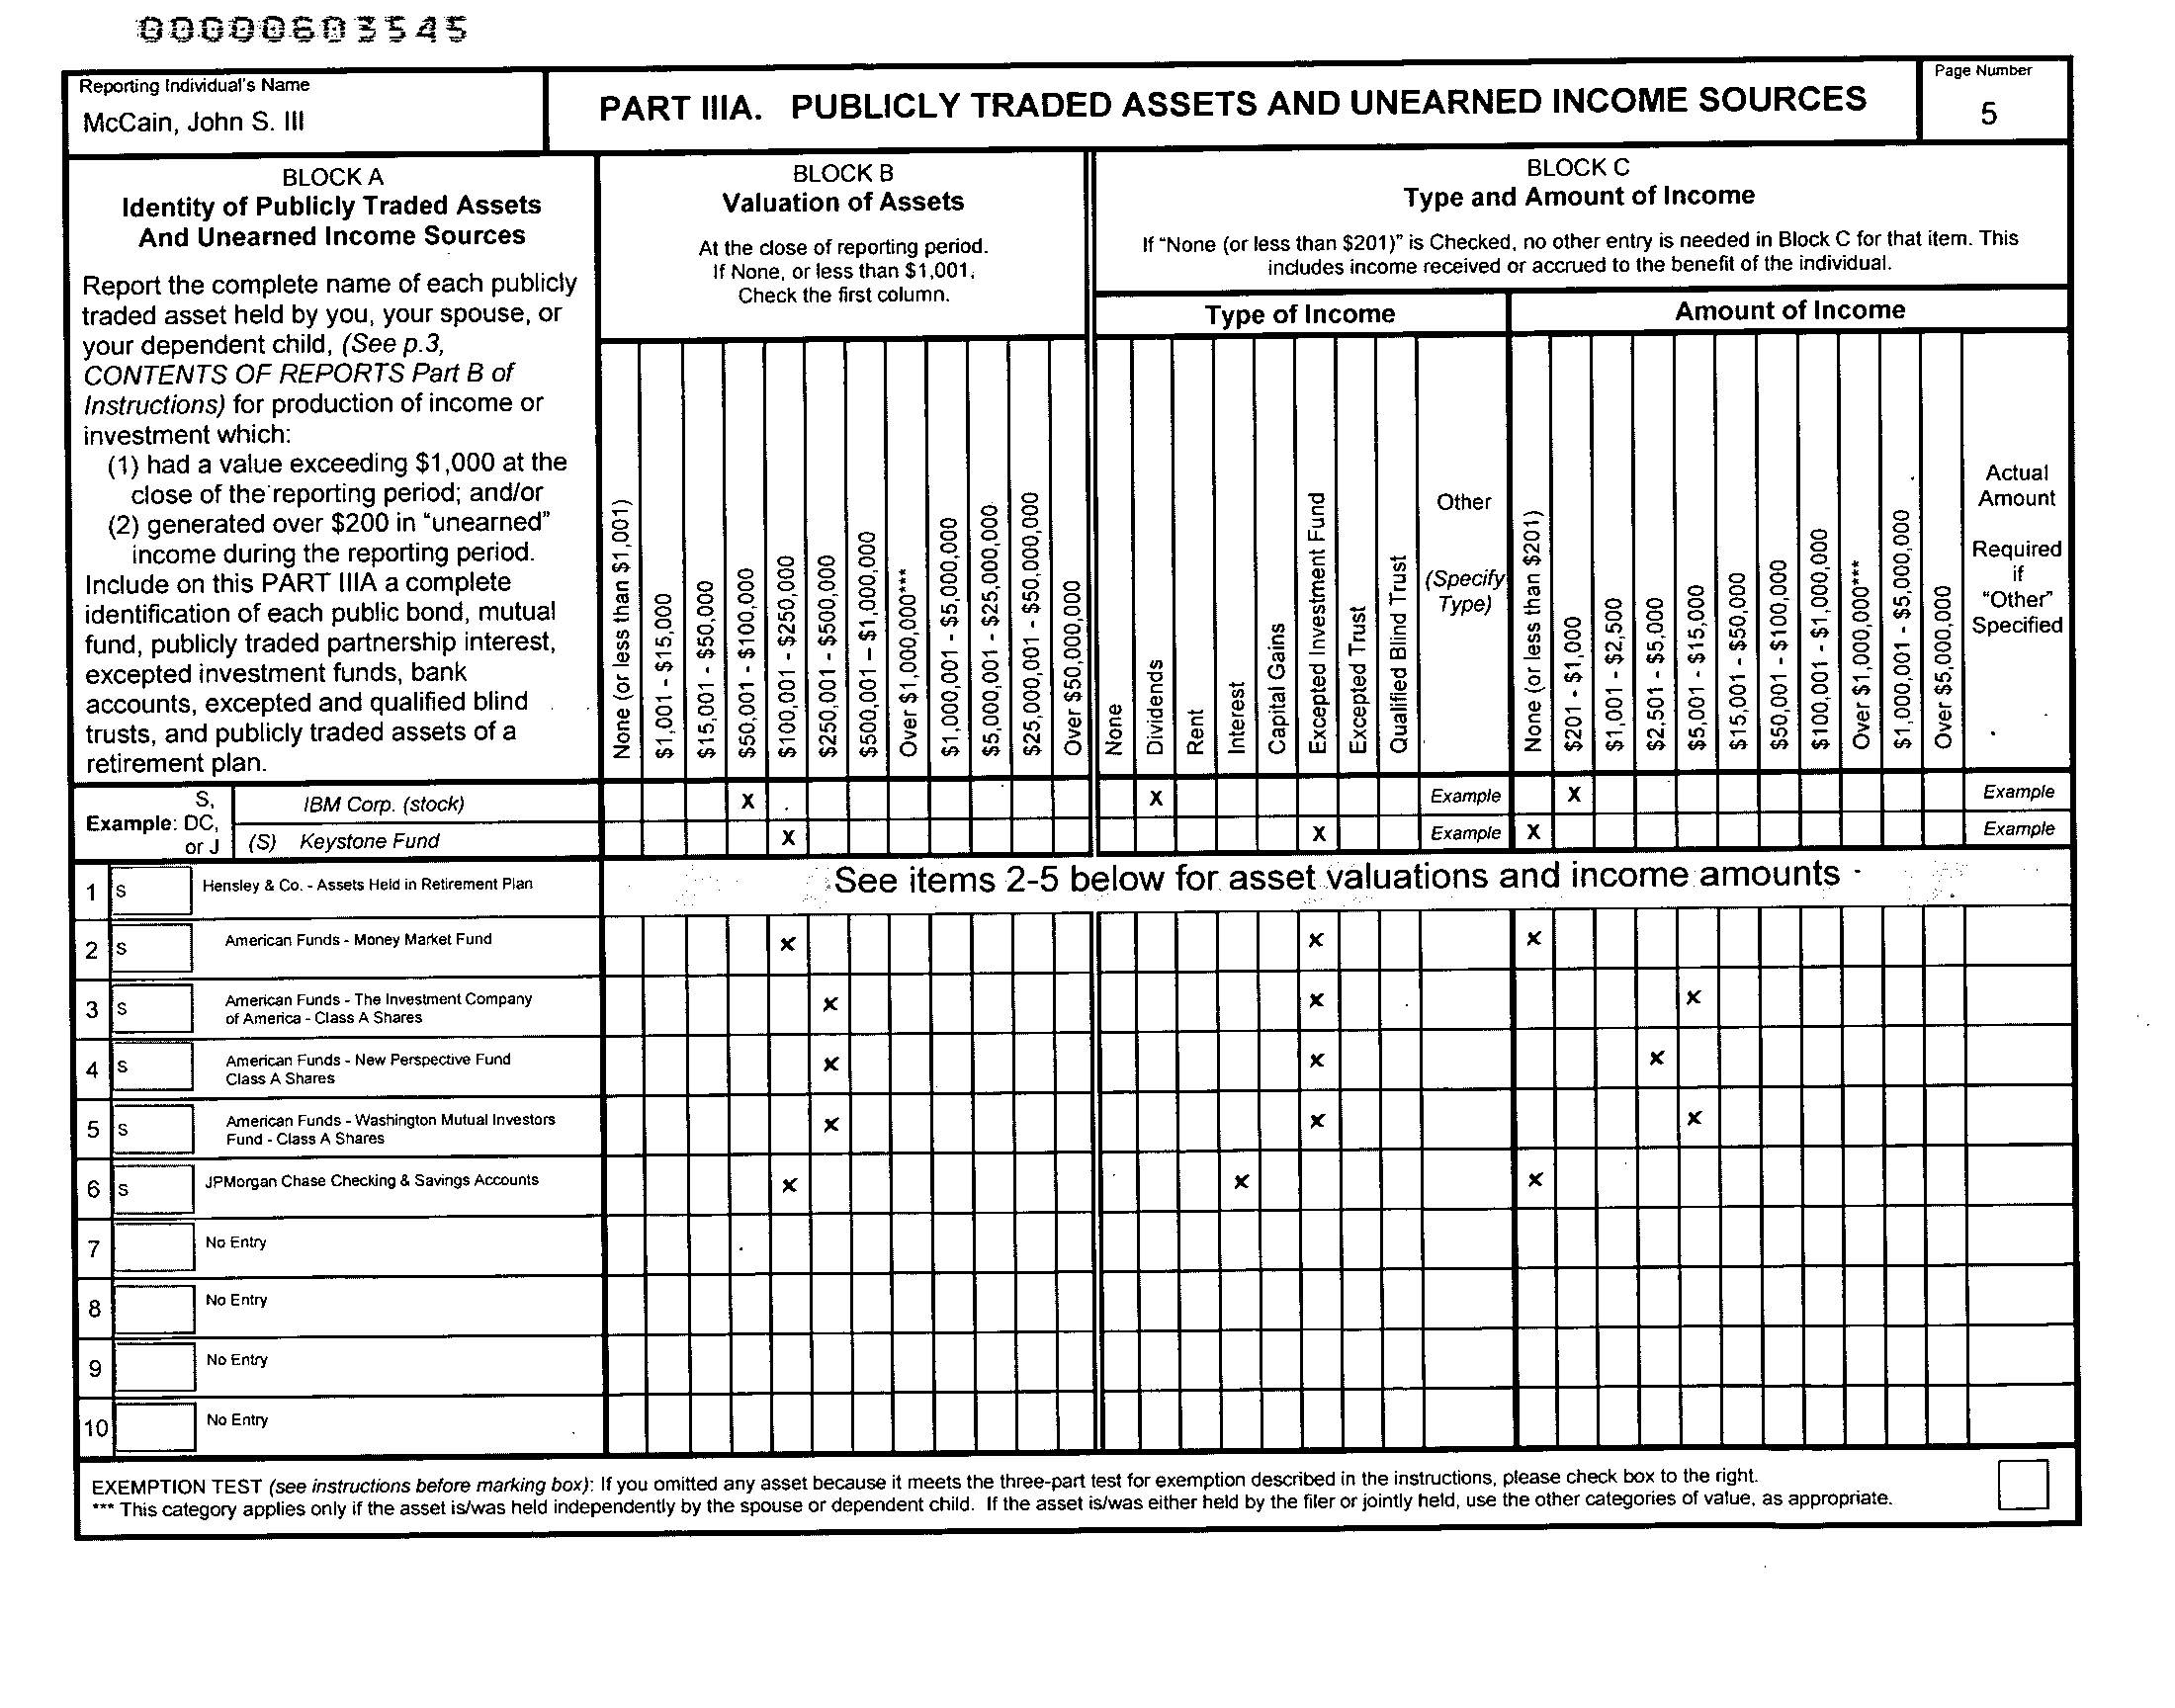 00000603545
Reporting Individual's Name
McCain, John S. III
PART IIIA. PUBLICLY TRADED ASSETS AND UNEARNED INCOME SOURCES
Page Number
5
BLOCK A
Identity of Publicly Traded Assets
And Unearned Income Sources
Report the complete name of each publicly
traded asset held by you, your spouse, or
your dependent child, (See p.3,
CONTENTS OF REPORTS Part B of
Instructions) for production of income or
investment which:
(1) had a value exceeding $1,000 at the
close of the reporting period; and/or
(2) generated over $200 in "unearned"
income during the reporting period.
Include on this PART IIIA a complete
identification of each public bond, mutual
fund, publicly traded partnership interest,
excepted investment funds, bank
accounts, excepted and qualified blind
trusts, and publicly traded assets of a
retirement plan.
BLOCK B
Valuation of Assets
At the close of reporting period.
If None, or less than $1,001,
Check the first column.
None (or less than $1,001)
$1,001 - $15,000
$15,001 - $50,000
$50,001 - $100,000
$100,001 - $250,000
$250,001 - $500,000
$500,001 – $1,000,000
Over $1,000,000***
$1,000,001 - $5,000,000
$5,000,001 - $25,000,000
$25,000,001 - $50,000,000
Over $50,000,000
BLOCK C
Type and Amount of Income
If "None (or less than $201)" is Checked, no other entry is needed in Block C for that item. This
includes income received or accrued to the benefit of the individual.
Type of Income
None
Dividends
Rent
Interest
Capital Gains
Excepted Investment Fund
Excepted Trust
Qualified Blind Trust
Other
(Specify
Type)
Amount of Income
None (or less than $201)
$201 - $1,000
$1,001 - $2,500
$2,501 - $5,000
$5,001 - $15,000
$15,001 - $50,000
$50,001 - $100,000
$100,001 - $1,000,000
Over $1,000,000***
$1,000,001 - $5,000,000
Over $5,000,000
Actual
Amount
Required
if
"Other"
Specified
Example: S, DC, or J
IBM Corp. (stock) X X Example X Example
(S) Keystone Fund X X Example X Example
1 S Hensley & Co. - Assets Held in Retirement Plan See items 2-5 below for asset valuations and income amounts -
2 S American Funds - Money Market Fund x x x
3 S American Funds - The Investment Company x x x
of America - Class A Shares
4 S American Funds - New Perspective Fund x x x
Class A Shares
5 S American Funds - Washington Mutual Investors x x x
Fund - Class A Shares
6 S JPMorgan Chase Checking & Savings Accounts x x x
7 No Entry
8 No Entry
9 No Entry
10 No Entry
EXEMPTION TEST (see instructions before marking box): If you omitted any asset because it meets the three-part test for exemption described in the instructions, please check box to the right.
*** This category applies only if the asset is/was held independently by the spouse or dependent child. If the asset is/was either held by the filer or jointly held, use the other categories of value, as appropriate.